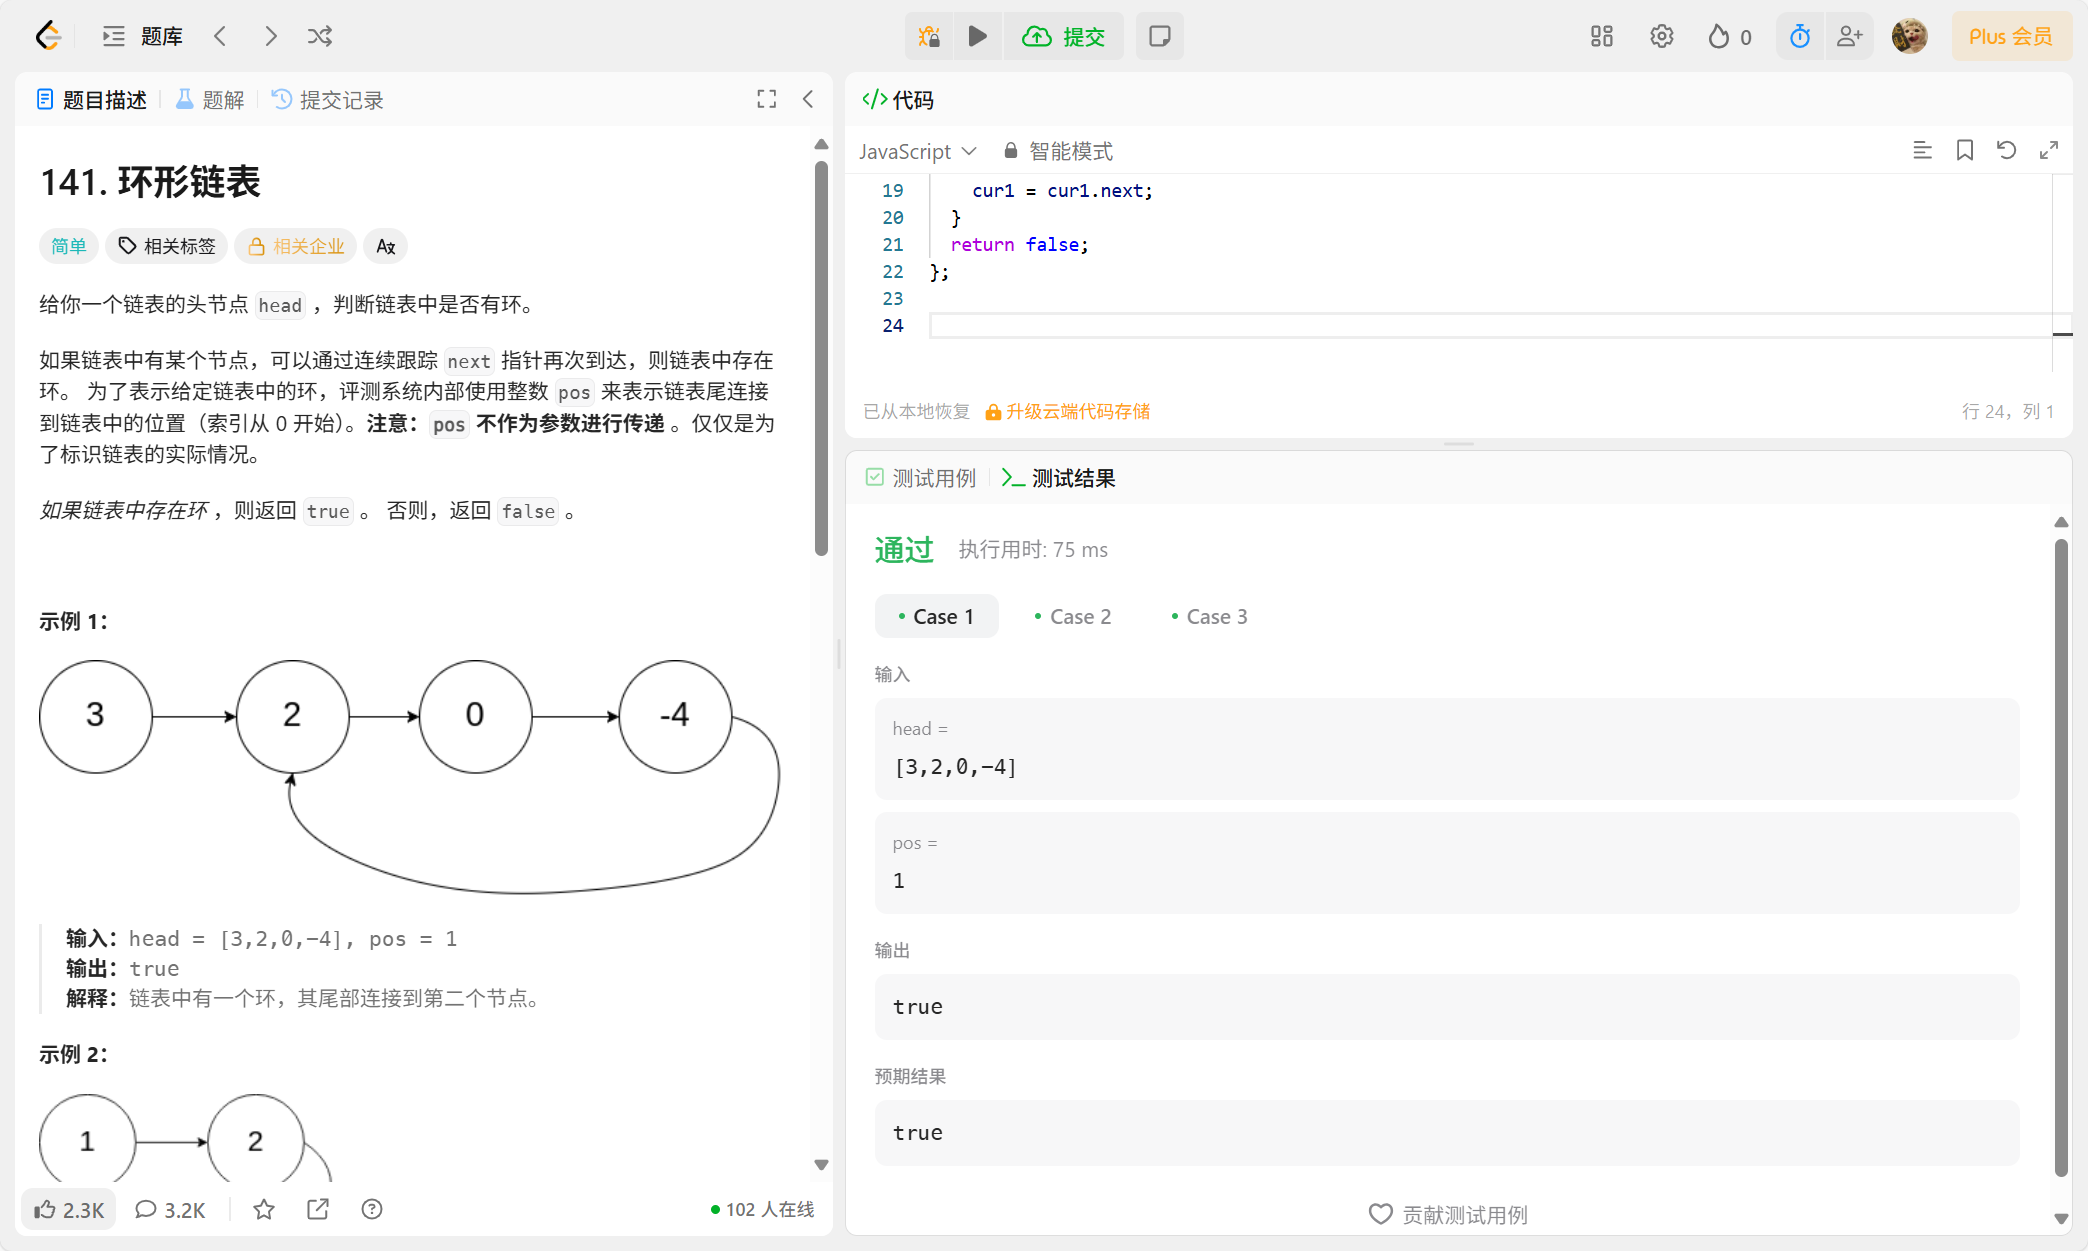 题库
提交
0
Plus 会员
题目描述
题解
提交记录
141. 环形链表
简单
相关标签
相关企业
给你一个链表的头节点 head ，判断链表中是否有环。
如果链表中有某个节点，可以通过连续跟踪 next 指针再次到达，则链表中存在
环。 为了表示给定链表中的环，评测系统内部使用整数 pos 来表示链表尾连接
到链表中的位置（索引从 0 开始）。注意：pos 不作为参数进行传递 。仅仅是为
了标识链表的实际情况。
如果链表中存在环 ，则返回 true 。 否则，返回 false 。
示例 1：
3
2
0
-4
输入：head = [3,2,0,-4], pos = 1
输出：true
解释：链表中有一个环，其尾部连接到第二个节点。
示例 2：
1
2
2.3K
3.2K
102 人在线
</>代码
JavaScript
智能模式
19 cur1 = cur1.next;
20 }
21 return false;
22 };
23
24
已从本地恢复
升级云端代码存储
行 24，列 1
测试用例
测试结果
通过
执行用时: 75 ms
Case 1
Case 2
Case 3
输入
head =
[3,2,0,-4]
pos =
1
输出
true
预期结果
true
贡献测试用例